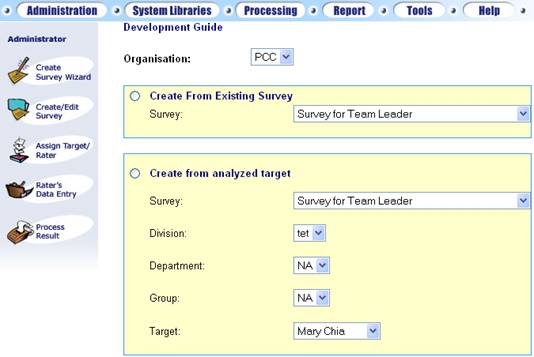 Administration System Libraries Processing Report Tools Help
Administrator
Create
Survey Wizard
Create/Edit
Survey
Assign Target/
Rater
Rater's
Data Entry
Process
Result
Development Guide
Organisation: PCC
Create From Existing Survey
Survey: Survey for Team Leader
Create from analyzed target
Survey: Survey for Team Leader
Division: tet
Department: NA
Group: NA
Target: Mary Chia